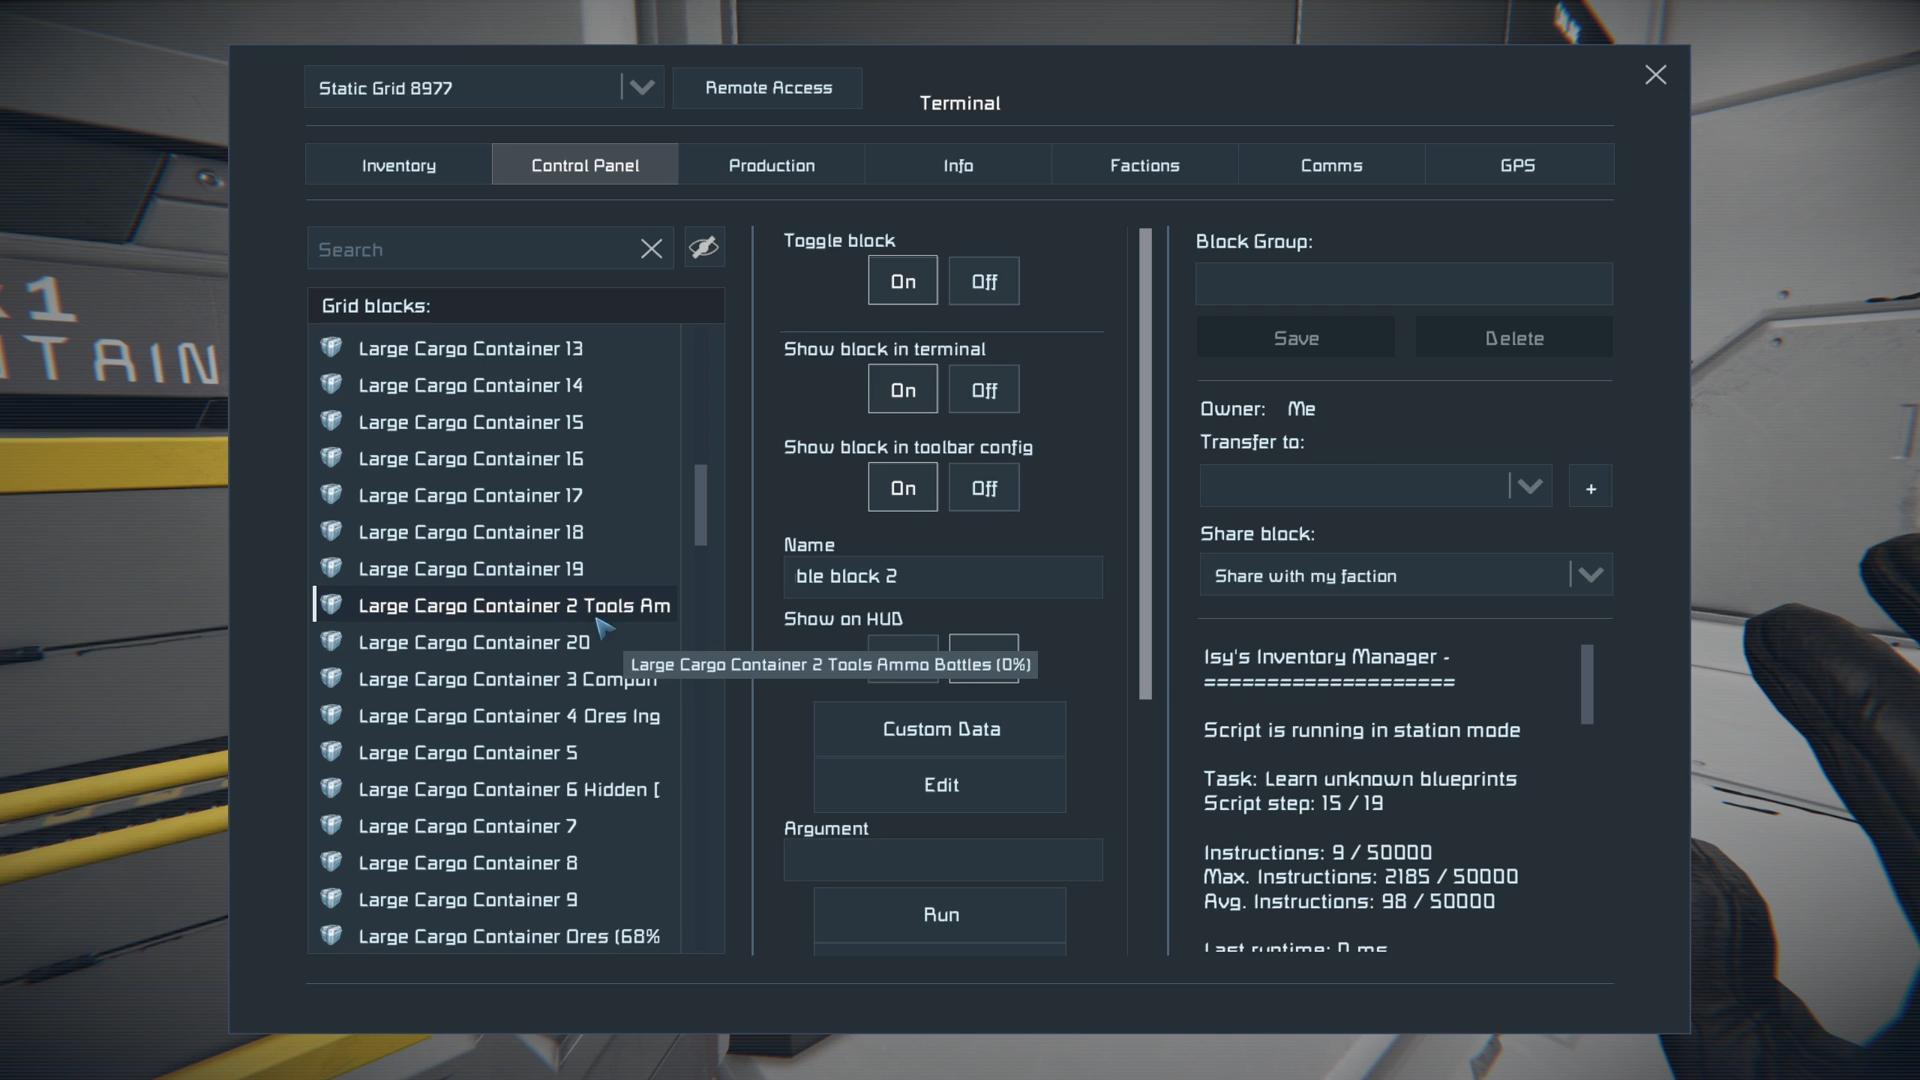 Static Grid 8977
Remote Access
Terminal
Inventory
Control Panel
Production
Info
Factions
Comms
GPS
Search
Grid blocks:
Large Cargo Container 13
Large Cargo Container 14
Large Cargo Container 15
Large Cargo Container 16
Large Cargo Container 17
Large Cargo Container 18
Large Cargo Container 19
Large Cargo Container 2 Tools Am
Large Cargo Container 20
Large Cargo Container 3 Compon
Large Cargo Container 4 Ores Ing
Large Cargo Container 5
Large Cargo Container 6 Hidden [
Large Cargo Container 7
Large Cargo Container 8
Large Cargo Container 9
Large Cargo Container Ores (68%
Large Cargo Container 2 Tools Ammo Bottles (0%)
Toggle block
On
Off
Show block in terminal
On
Off
Show block in toolbar config
On
Off
Name
ble block 2
Show on HUD
Custom Data
Edit
Argument
Run
Block Group:
Save
Delete
Owner: Me
Transfer to:
+
Share block:
Share with my faction
Isy's Inventory Manager -
====================
Script is running in station mode
Task: Learn unknown blueprints
Script step: 15 / 19
Instructions: 9 / 50000
Max. Instructions: 2185 / 50000
Avg. Instructions: 98 / 50000
Last runtime: 0 ms
1
TAIN